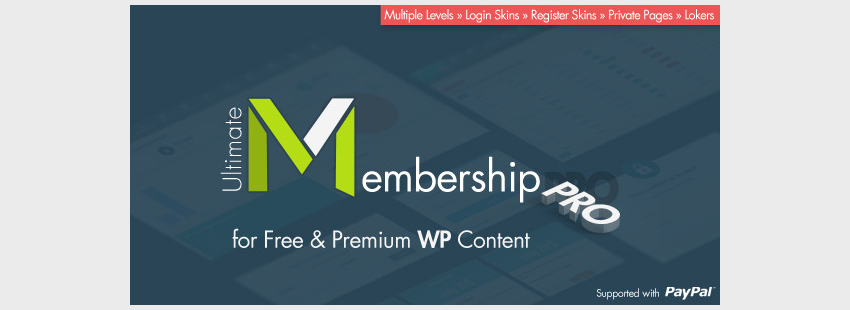 Multiple Levels » Login Skins » Register Skins » Private Pages » Lokers
Ultimate
Membership PRO
for Free & Premium WP Content
Supported with PayPal